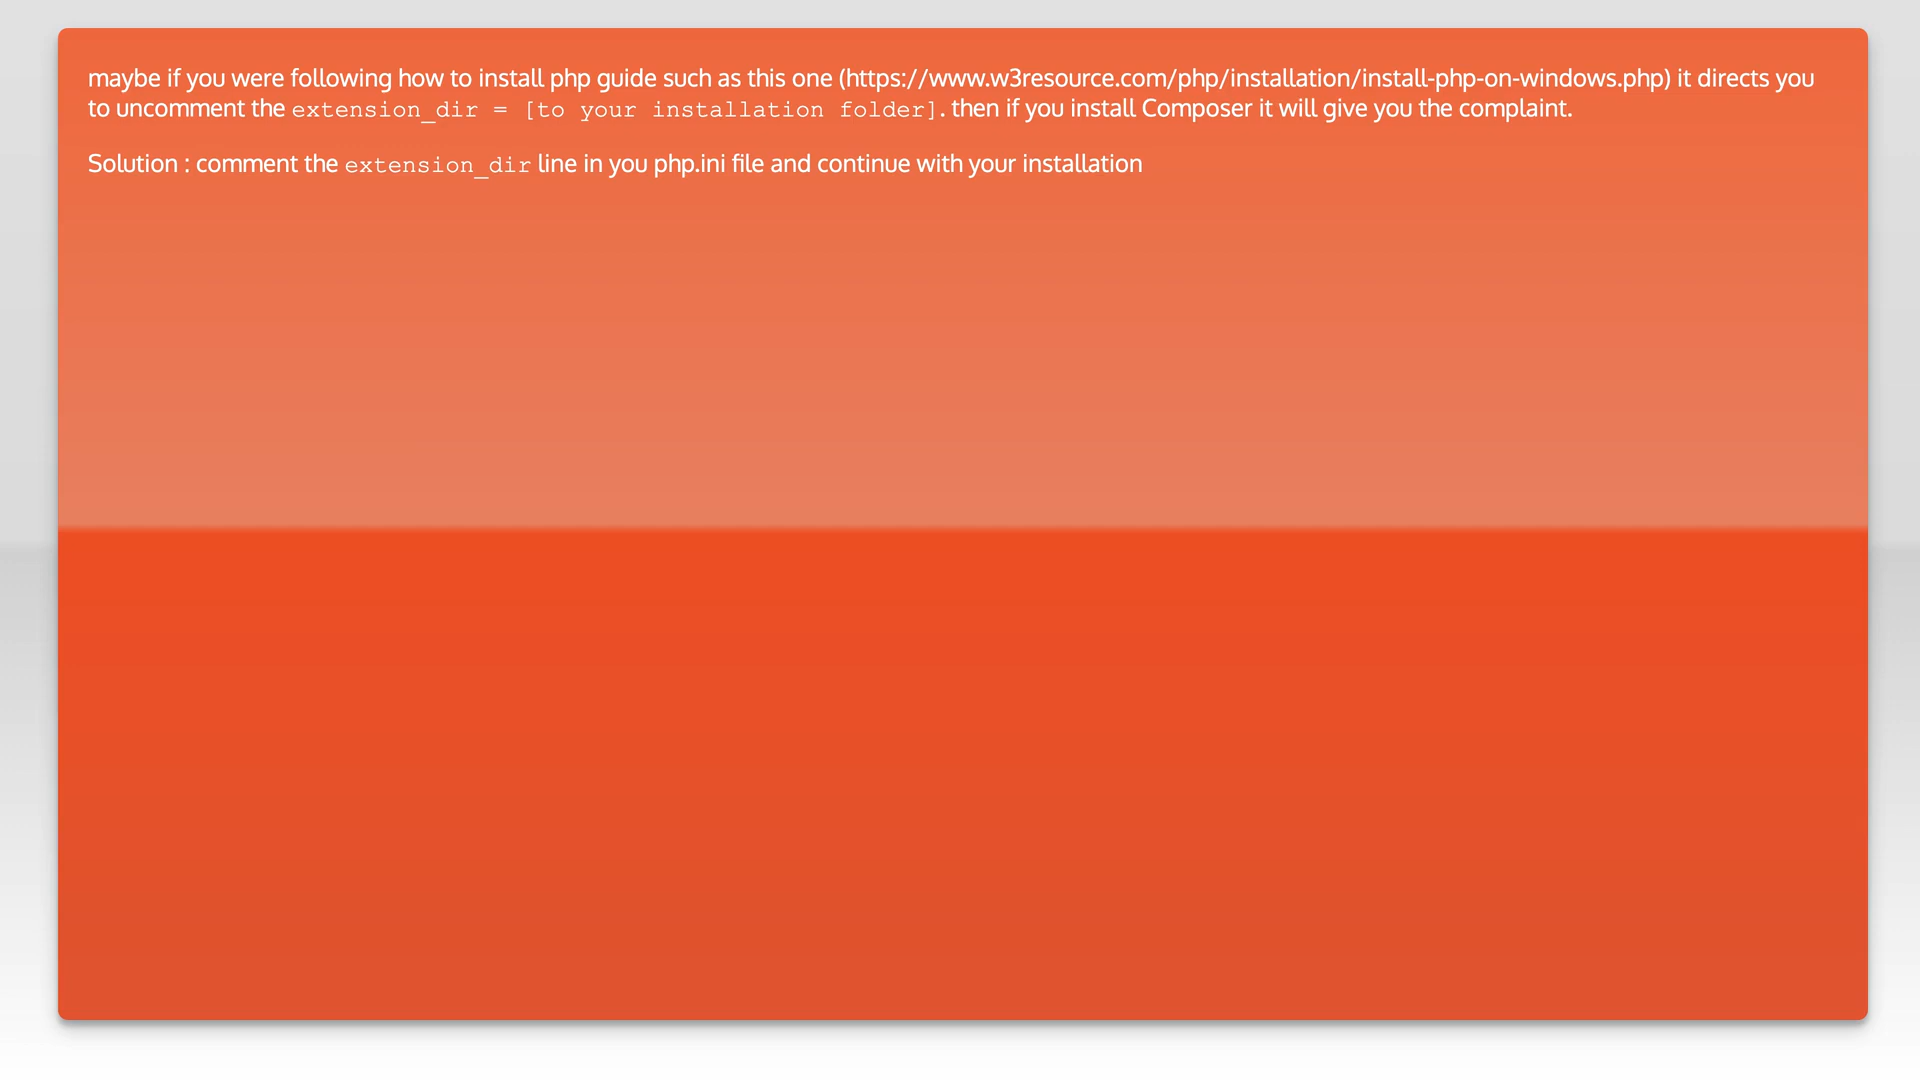 maybe if you were following how to install php guide such as this one (https://www.w3resource.com/php/installation/install-php-on-windows.php) it directs you
to uncomment the extension_dir = [to your installation folder]. then if you install Composer it will give you the complaint.
Solution : comment the extension_dir line in you php.ini file and continue with your installation